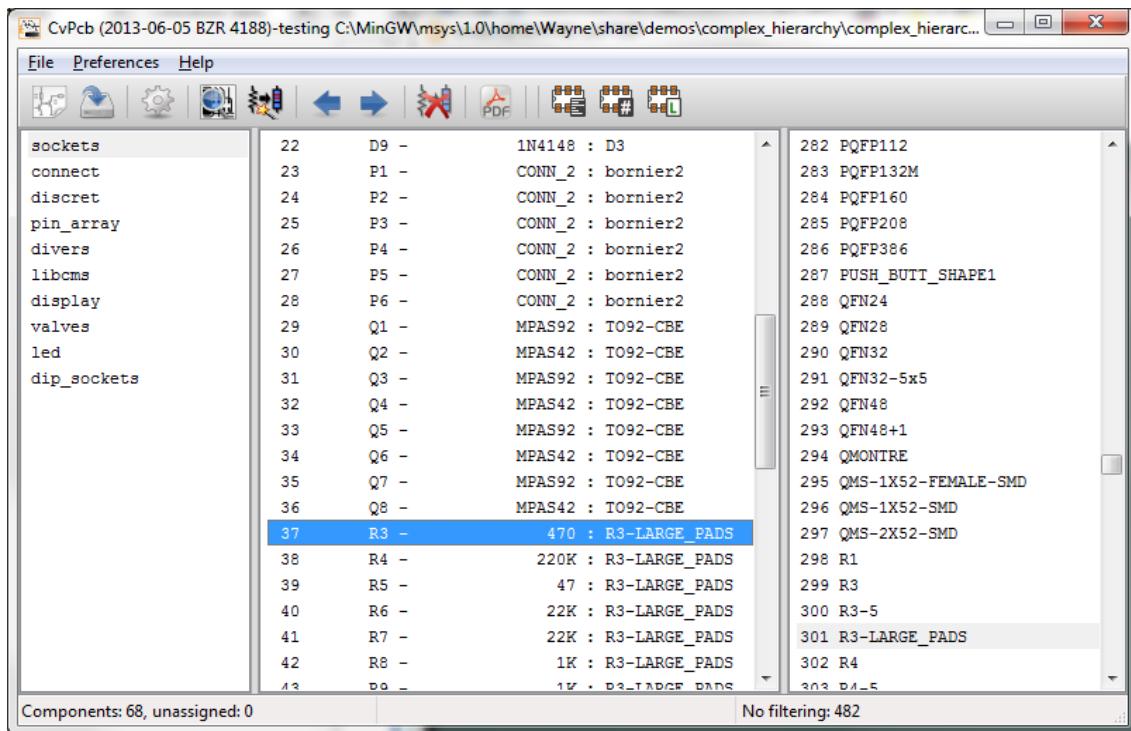 CvPcb (2013-06-05 BZR 4188)-testing C:\MinGW\msys\1.0\home\Wayne\share\demos\complex_hierarchy\complex_hierarc...
File Preferences Help
PDF
#
L
sockets
connect
discret
pin_array
divers
libcms
display
valves
led
dip_sockets
22 D9 - 1N4148 : D3
23 P1 - CONN_2 : bornier2
24 P2 - CONN_2 : bornier2
25 P3 - CONN_2 : bornier2
26 P4 - CONN_2 : bornier2
27 P5 - CONN_2 : bornier2
28 P6 - CONN_2 : bornier2
29 Q1 - MPAS92 : TO92-CBE
30 Q2 - MPAS42 : TO92-CBE
31 Q3 - MPAS92 : TO92-CBE
32 Q4 - MPAS42 : TO92-CBE
33 Q5 - MPAS92 : TO92-CBE
34 Q6 - MPAS42 : TO92-CBE
35 Q7 - MPAS92 : TO92-CBE
36 Q8 - MPAS42 : TO92-CBE
37 R3 - 470 : R3-LARGE_PADS
38 R4 - 220K : R3-LARGE_PADS
39 R5 - 47 : R3-LARGE_PADS
40 R6 - 22K : R3-LARGE_PADS
41 R7 - 22K : R3-LARGE_PADS
42 R8 - 1K : R3-LARGE_PADS
43 R9 - 1K : R3-LARGE_PADS
282 PQFP112
283 PQFP132M
284 PQFP160
285 PQFP208
286 PQFP386
287 PUSH_BUTT_SHAPE1
288 QFN24
289 QFN28
290 QFN32
291 QFN32-5x5
292 QFN48
293 QFN48+1
294 QMONTRE
295 QMS-1X52-FEMALE-SMD
296 QMS-1X52-SMD
297 QMS-2X52-SMD
298 R1
299 R3
300 R3-5
301 R3-LARGE_PADS
302 R4
303 R4-5
Components: 68, unassigned: 0
No filtering: 482